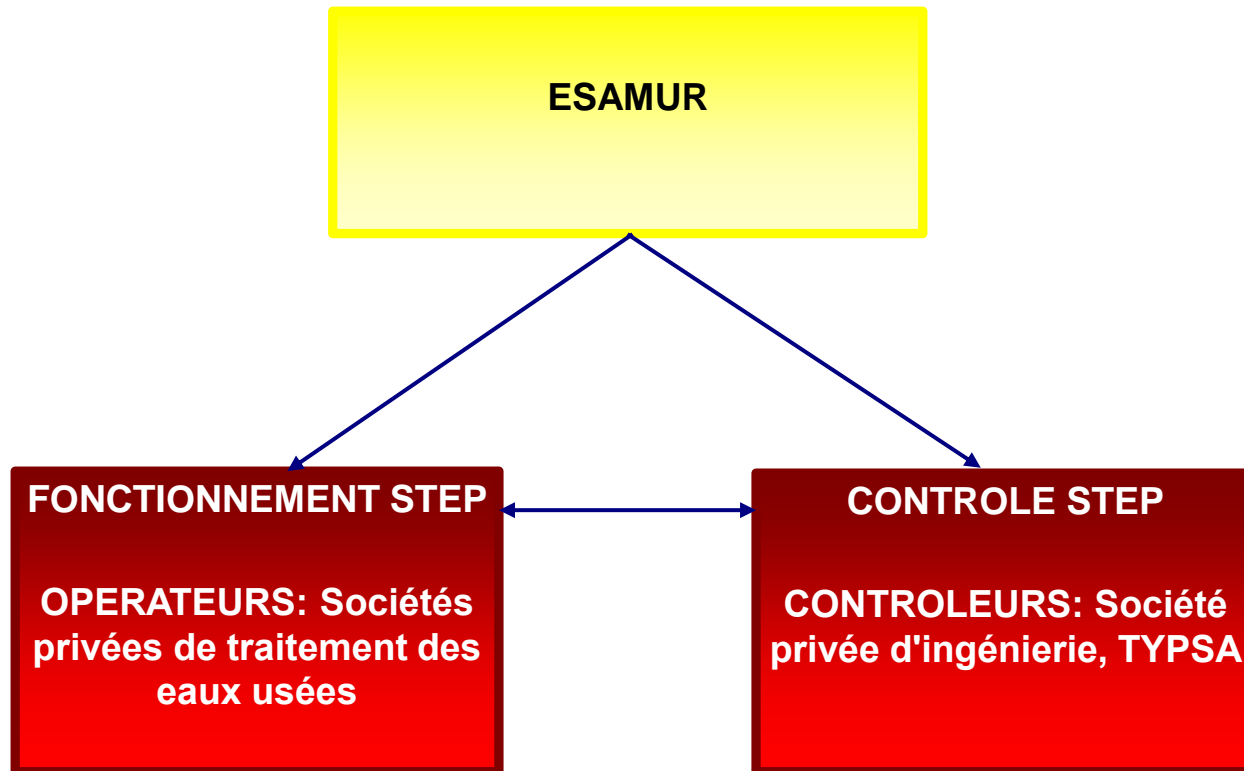 ESAMUR
FONCTIONNEMENT STEP
OPERATEURS: Sociétés
privées de traitement des
eaux usées
CONTROLE STEP
CONTROLEURS: Société
privée d'ingénierie, TYPSA